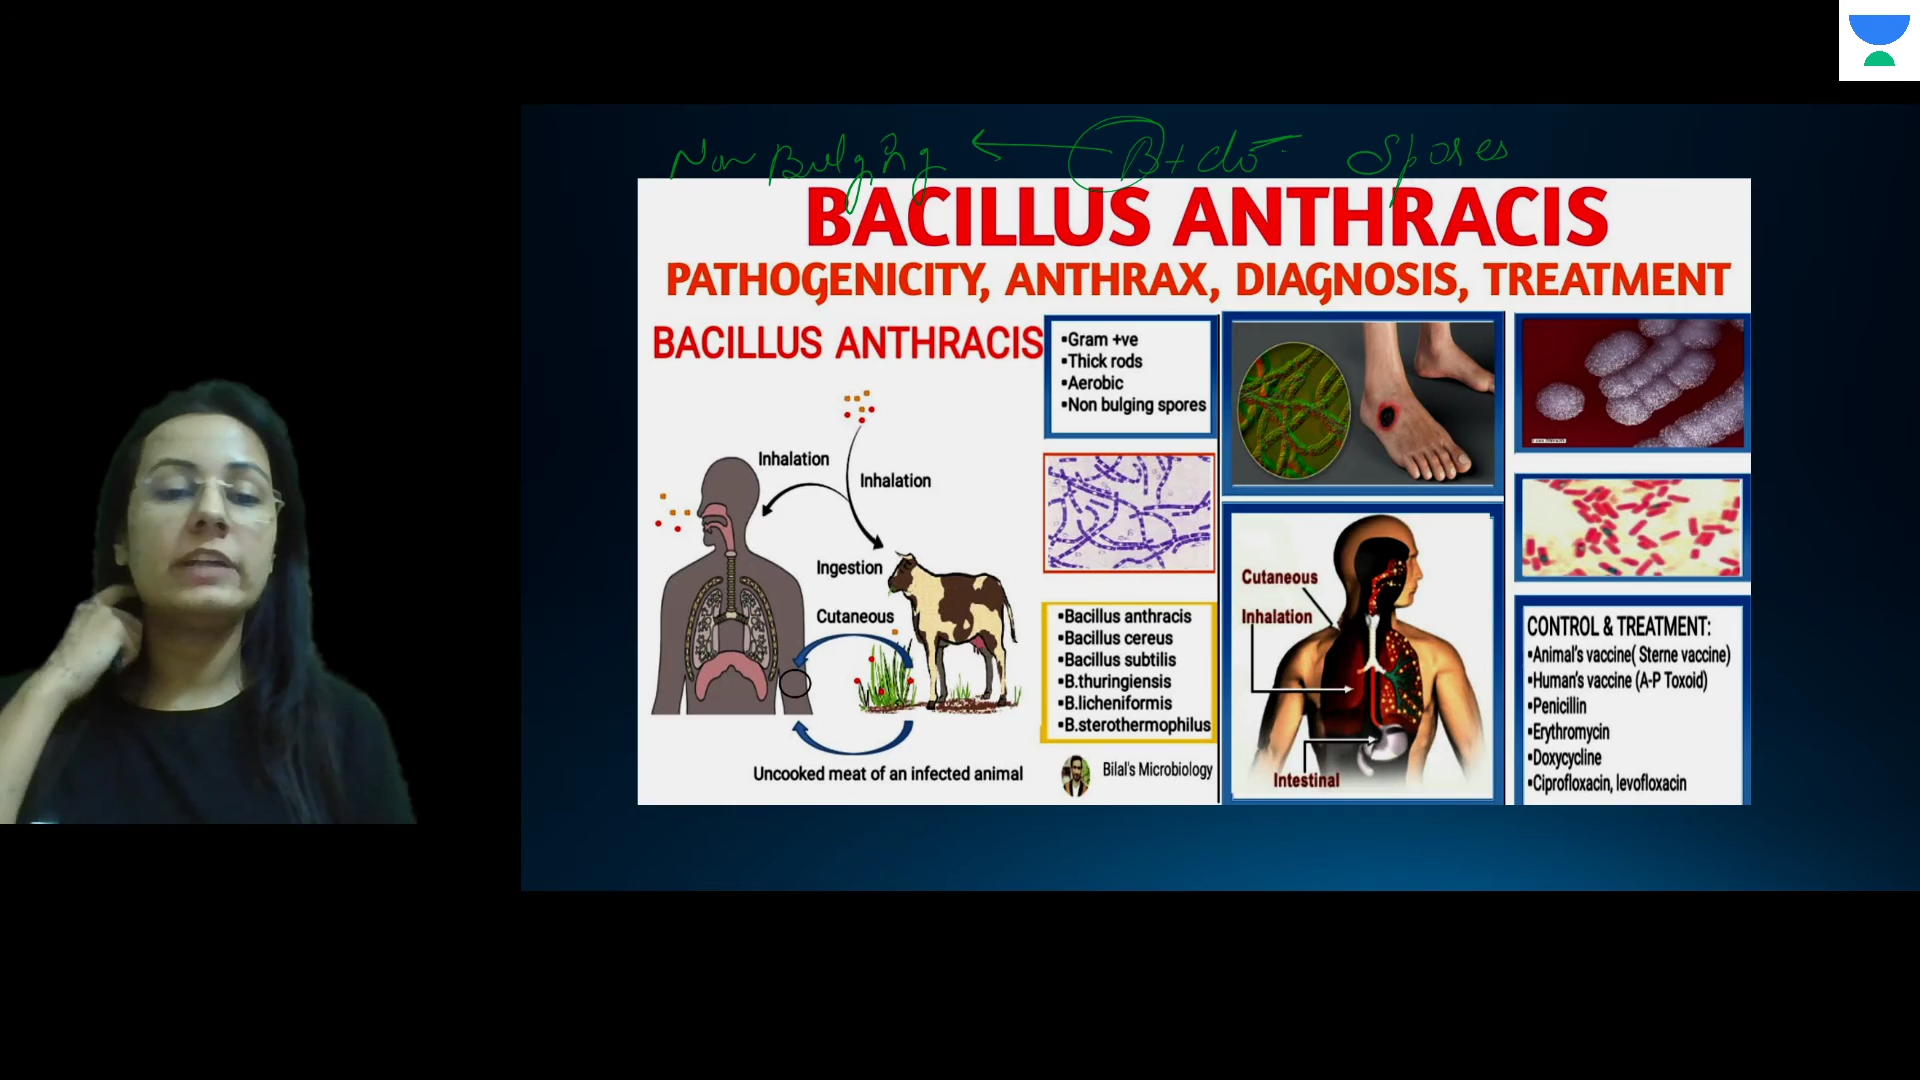 Non Bulging B+do Spores
BACILLUS ANTHRACIS
PATHOGENICITY, ANTHRAX, DIAGNOSIS, TREATMENT
BACILLUS ANTHRACIS
▪Gram +ve
▪Thick rods
▪Aerobic
▪Non bulging spores
Inhalation
Inhalation
Ingestion
Cutaneous
Uncooked meat of an infected animal
▪Bacillus anthracis
▪Bacillus cereus
▪Bacillus subtilis
▪B.thuringiensis
▪B.licheniformis
▪B.sterothermophilus
Bilal's Microbiology
Cutaneous
Inhalation
Intestinal
CONTROL & TREATMENT:
▪Animal's vaccine( Sterne vaccine)
▪Human's vaccine (A-P Toxoid)
▪Penicillin
▪Erythromycin
▪Doxycycline
▪Ciprofloxacin, levofloxacin